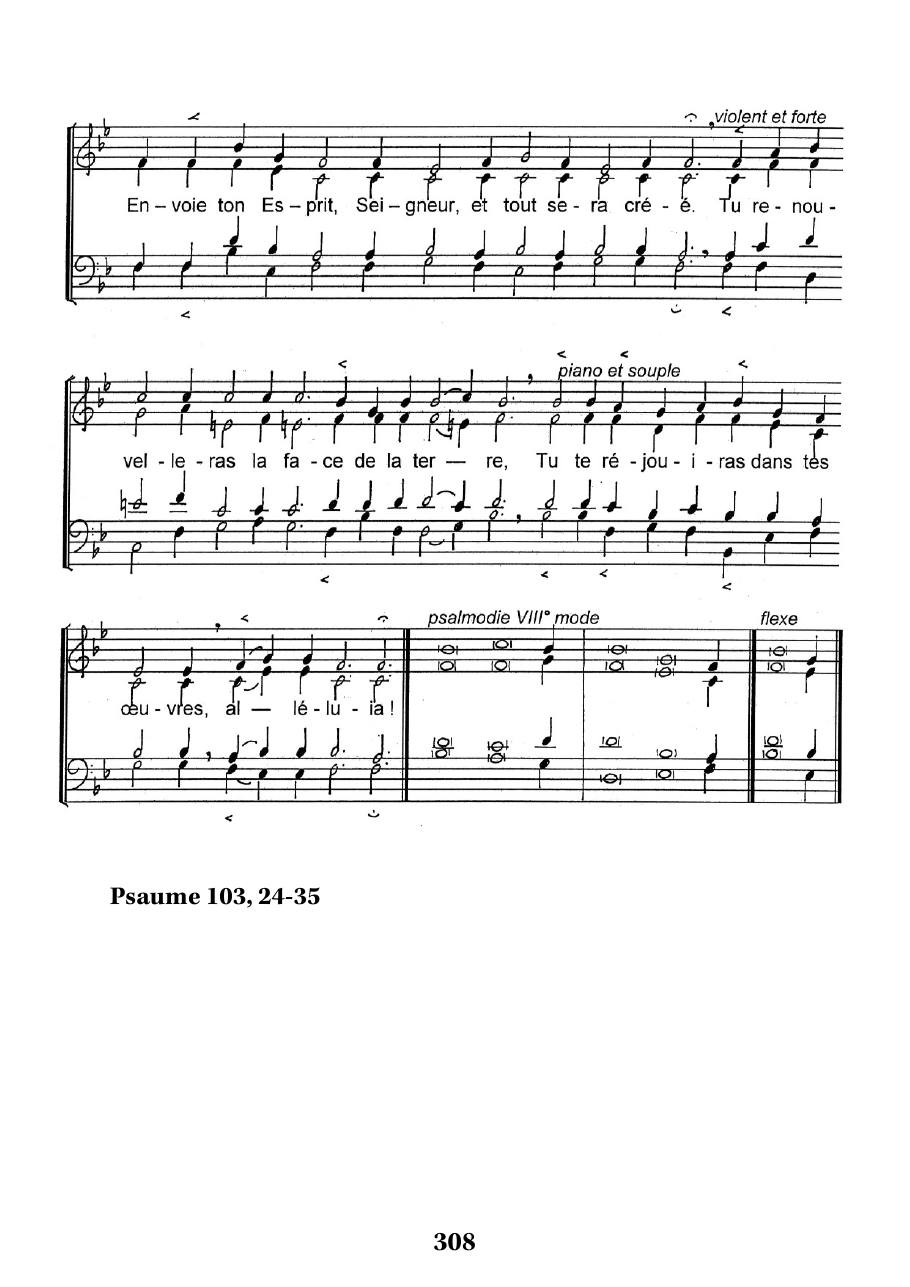 violent et forte
En – voie ton Es – prit, Sei – gneur, et tout se - ra cré - é. Tu re - nou -
piano et souple
vel - le - ras la fa - ce de la ter — re, Tu te ré - jou - i - ras dans tes
psalmodie VIII° mode flexe
œu - vres, al — lé - lu - ia !
Psaume 103, 24-35
308